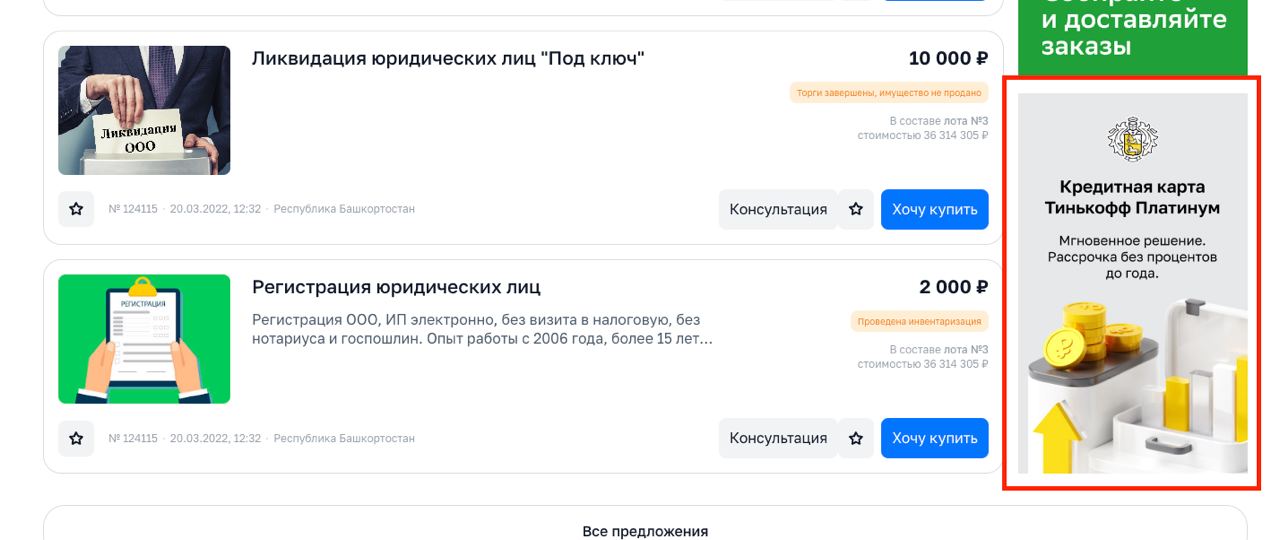 Собирайте
и доставляйте
заказы
Ликвидация юридических лиц "Под ключ"
10 000 ₽
Торги завершены, имущество не продано
В составе лота №3
стоимостью 36 314 305 ₽
Ликвидация
ООО
№ 124115 · 20.03.2022, 12:32 · Республика Башкортостан
Консультация
Хочу купить
Регистрация юридических лиц
2 000 ₽
Регистрация ООО, ИП электронно, без визита в налоговую, без
нотариуса и госпошлин. Опыт работы с 2006 года, более 15 лет...
Проведена инвентаризация
В составе лота №3
стоимостью 36 314 305 ₽
РЕГИСТРАЦИЯ
№ 124115 · 20.03.2022, 12:32 · Республика Башкортостан
Консультация
Хочу купить
Кредитная карта
Тинькофф Платинум
Мгновенное решение.
Рассрочка без процентов
до года.
Все предложения